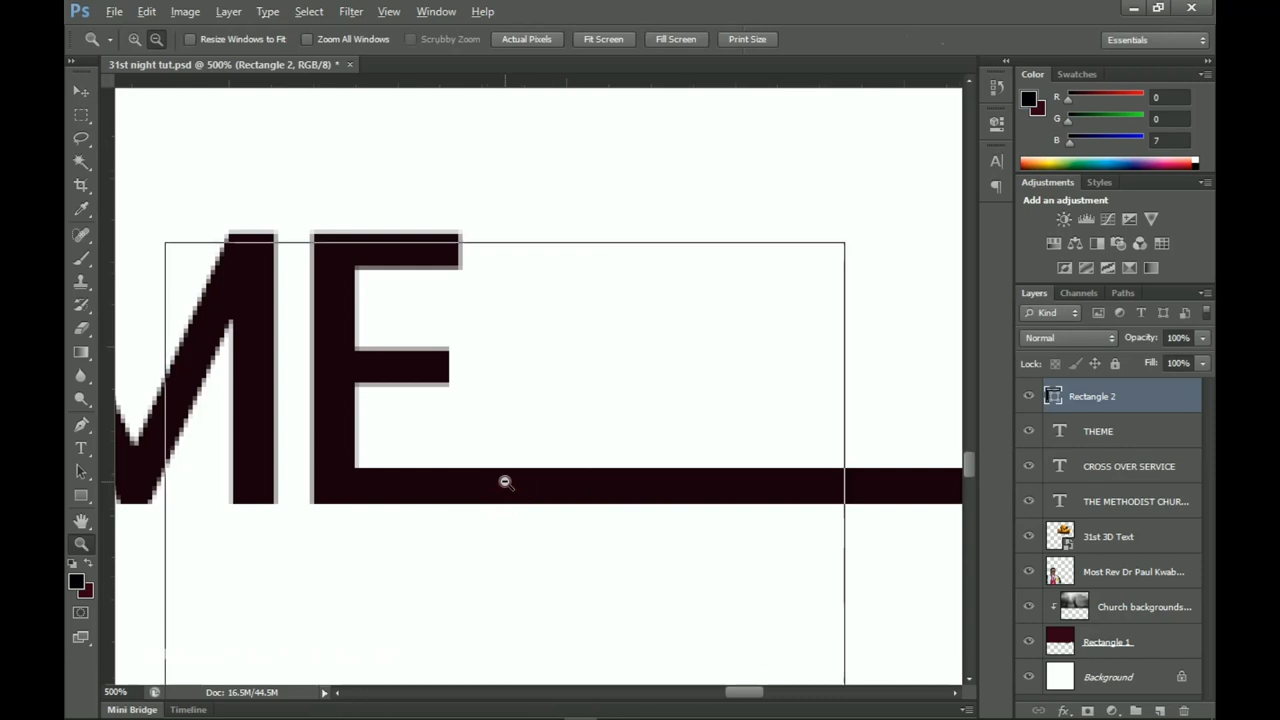 Ps File Edit Image Layer Type Select Filter View Window Help
Resize Windows to Fit Zoom All Windows Scrubby Zoom Actual Pixels Fit Screen Fill Screen Print Size Essentials
31st night tut.psd @ 500% (Rectangle 2, RGB/8) * ×
Color Swatches
R 0
G 0
B 7
Adjustments Styles
Add an adjustment
Layers Channels Paths
Kind
Normal Opacity: 100%
Lock: Fill: 100%
Rectangle 2
THEME
CROSS OVER SERVICE
THE METHODIST CHUR...
31st 3D Text
Most Rev Dr Paul Kwab...
Church backgrounds...
Rectangle 1
Background
ME
500% Doc: 16.5M/44.5M
Mini Bridge Timeline